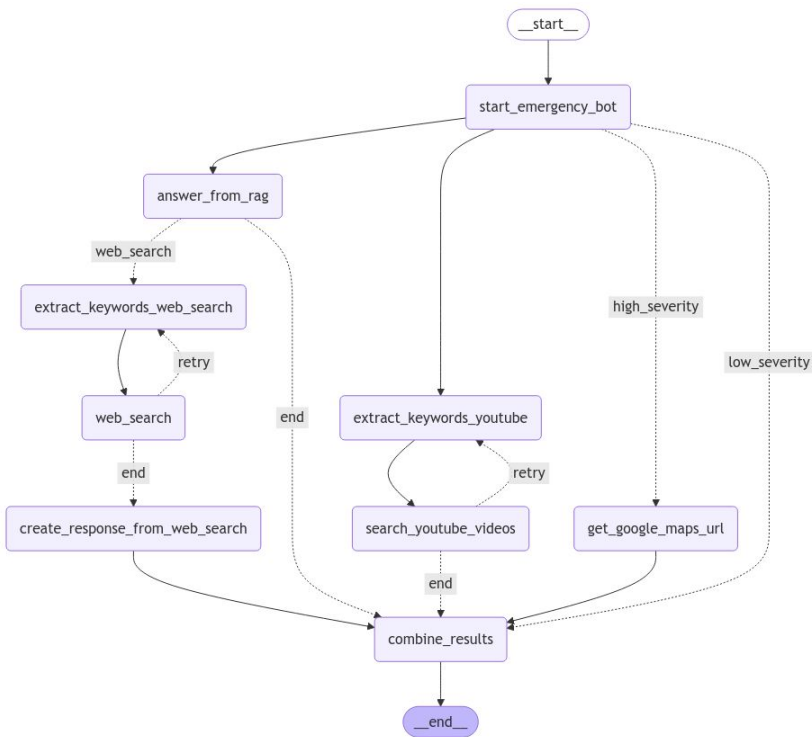 __start__
start_emergency_bot
answer_from_rag
web_search
extract_keywords_web_search
high_severity
retry
low_severity
web_search
end
extract_keywords_youtube
end
retry
create_response_from_web_search
search_youtube_videos
get_google_maps_url
end
combine_results
__end__